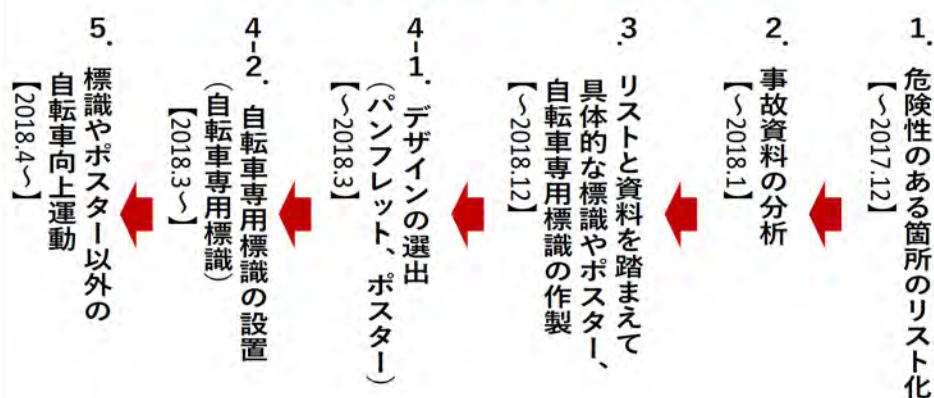 1. 危険性のある箇所のリスト化
【～2017.12】
2. 事故資料の分析
【～2018.1】
3. リストと資料を踏まえて
具体的な標識やポスター、
自転車専用標識の作製
【～2018.12】
4-1. デザインの選出
（パンフレット、ポスター）
【～2018.3】
4-2. 自転車専用標識の設置
（自転車専用標識）
【2018.3～】
5. 標識やポスター以外の
自転車向上運動
【2018.4～】